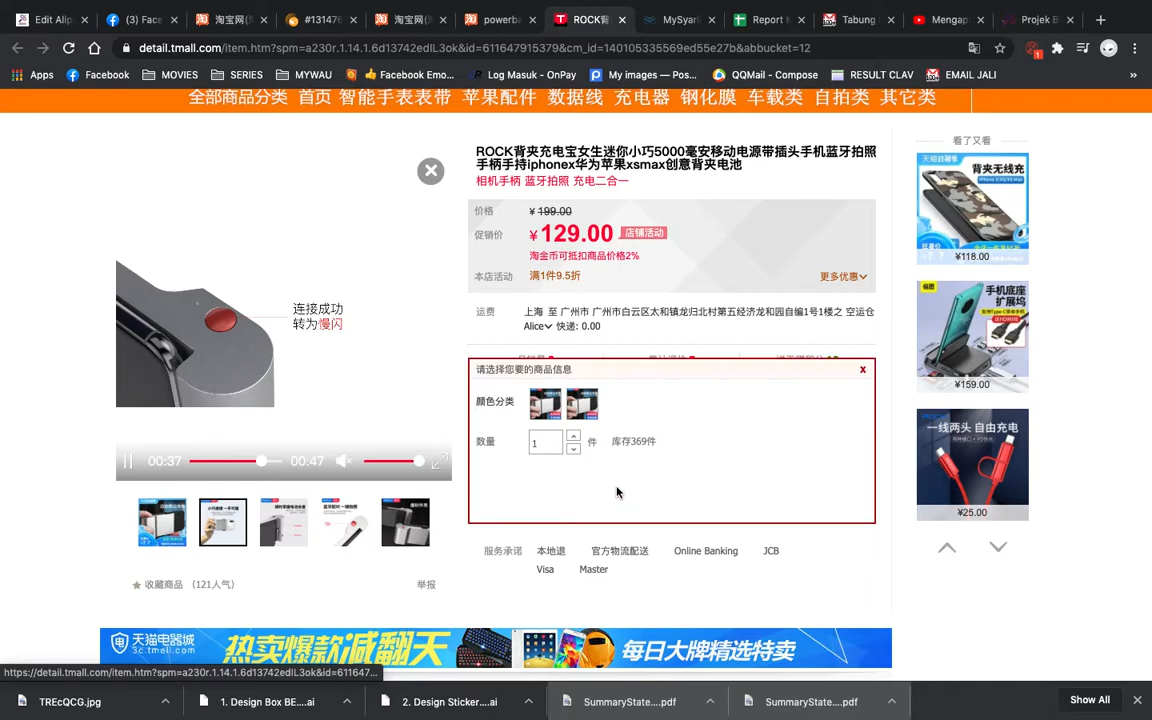 Edit Alipa
(3) Face
淘宝网(
#131476
淘宝网(
powerba
ROCK背
MySyari
Report K
Tabung
Mengap
Projek B
detail.tmall.com/item.htm?spm=a230r.1.14.1.6d13742edIL3ok&id=611647915379&cm_id=140105335569ed55e27b&abbucket=12
Apps
Facebook
MOVIES
SERIES
MYWAU
Facebook Emo...
Log Masuk - OnPay
My images — Pos...
QQMail - Compose
RESULT CLAV
EMAIL JALI
»
全部商品分类 首页 智能手表表带 苹果配件 数据线 充电器 钢化膜 车载类 自拍类 其它类
ROCK背夹充电宝女生迷你小巧5000毫安移动电源带插头手机蓝牙拍照
手柄手持iphonex华为苹果xsmax创意背夹电池
相机手柄 蓝牙拍照 充电二合一
价格 ¥ 199.00
促销价 ¥ 129.00 店铺活动
淘金币可抵扣商品价格2%
本店活动 满1件9.5折 更多优惠
运费 上海 至 广州市 广州市白云区太和镇龙归北村第五经济龙和园自编1号1楼之 空运仓
Alice 快递: 0.00
请选择您要的商品信息 x
颜色分类
数量 1 件 库存369件
服务承诺 本地退 官方物流配送 Online Banking JCB
Visa Master
连接成功
转为慢闪
00:37
00:47
收藏商品 (121人气)
举报
看了又看
背夹无线充
¥118.00
手机底座
扩展坞
¥159.00
一线两头 自由充电
¥25.00
天猫电器城
3c.tmall.com
热卖爆款减翻天
每日大牌精选特卖
https://detail.tmall.com/item.htm?spm=a230r.1.14.1.6d13742edIL3ok&id=611647...
TREcQCG.jpg
1. Design Box BE....ai
2. Design Sticker....ai
SummaryState....pdf
SummaryState....pdf
Show All